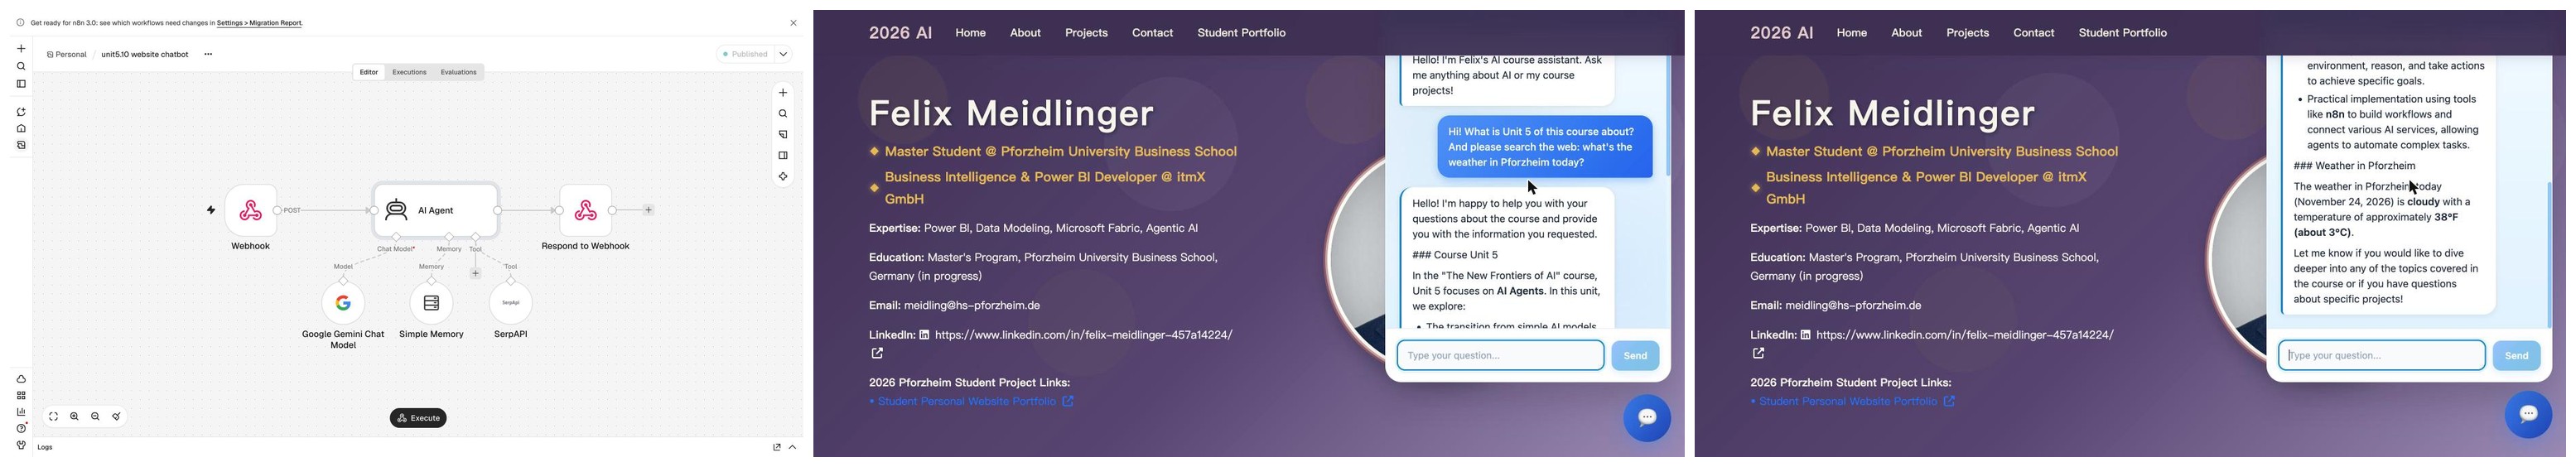 Get ready for n8n 3.0: see which workflows need changes in Settings > Migration Report.
Personal / unit5.10 website chatbot
Published
Editor
Executions
Evaluations
POST
AI Agent
Webhook
Respond to Webhook
Chat Model*
Memory
Tool
Model
Memory
Tool
SerpApi
Google Gemini Chat
Model
Simple Memory
SerpAPI
Execute
Logs
2026 AI
Home
About
Projects
Contact
Student Portfolio
Felix Meidlinger
Master Student @ Pforzheim University Business School
Business Intelligence & Power BI Developer @ itmX
GmbH
Expertise: Power BI, Data Modeling, Microsoft Fabric, Agentic AI
Education: Master's Program, Pforzheim University Business School,
Germany (in progress)
Email: meidling@hs-pforzheim.de
LinkedIn: https://www.linkedin.com/in/felix-meidlinger-457a14224/
2026 Pforzheim Student Project Links:
• Student Personal Website Portfolio
Hello! I'm Felix's AI course assistant. Ask
me anything about AI or my course
projects!
Hi! What is Unit 5 of this course about?
And please search the web: what's the
weather in Pforzheim today?
Hello! I'm happy to help you with your
questions about the course and provide
you with the information you requested.
### Course Unit 5
In the "The New Frontiers of AI" course,
Unit 5 focuses on AI Agents. In this unit,
we explore:
• The transition from simple AI models
Type your question...
Send
2026 AI
Home
About
Projects
Contact
Student Portfolio
Felix Meidlinger
Master Student @ Pforzheim University Business School
Business Intelligence & Power BI Developer @ itmX
GmbH
Expertise: Power BI, Data Modeling, Microsoft Fabric, Agentic AI
Education: Master's Program, Pforzheim University Business School,
Germany (in progress)
Email: meidling@hs-pforzheim.de
LinkedIn: https://www.linkedin.com/in/felix-meidlinger-457a14224/
2026 Pforzheim Student Project Links:
• Student Personal Website Portfolio
environment, reason, and take actions
to achieve specific goals.
• Practical implementation using tools
like n8n to build workflows and
connect various AI services, allowing
agents to automate complex tasks.
### Weather in Pforzheim
The weather in Pforzheim today
(November 24, 2026) is cloudy with a
temperature of approximately 38°F
(about 3°C).
Let me know if you would like to dive
deeper into any of the topics covered in
the course or if you have questions
about specific projects!
Type your question...
Send